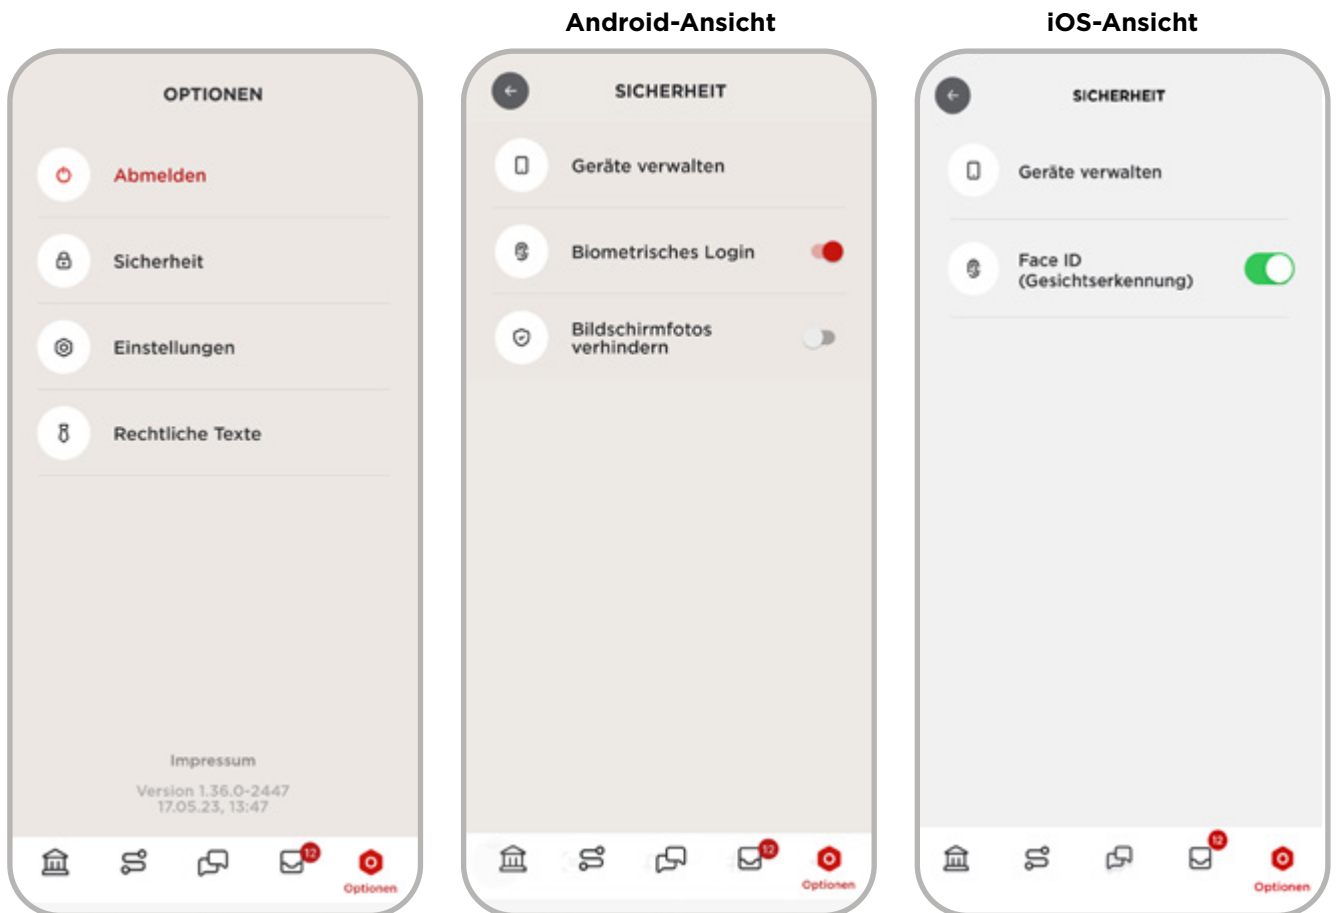 Android-Ansicht
iOS-Ansicht
OPTIONEN
Abmelden
Sicherheit
Einstellungen
Rechtliche Texte
Impressum
Version 1.36.0-2447
17.05.23, 13:47
12
Optionen
SICHERHEIT
Geräte verwalten
Biometrisches Login
Bildschirmfotos
verhindern
12
Optionen
SICHERHEIT
Geräte verwalten
Face ID
(Gesichtserkennung)
12
Optionen